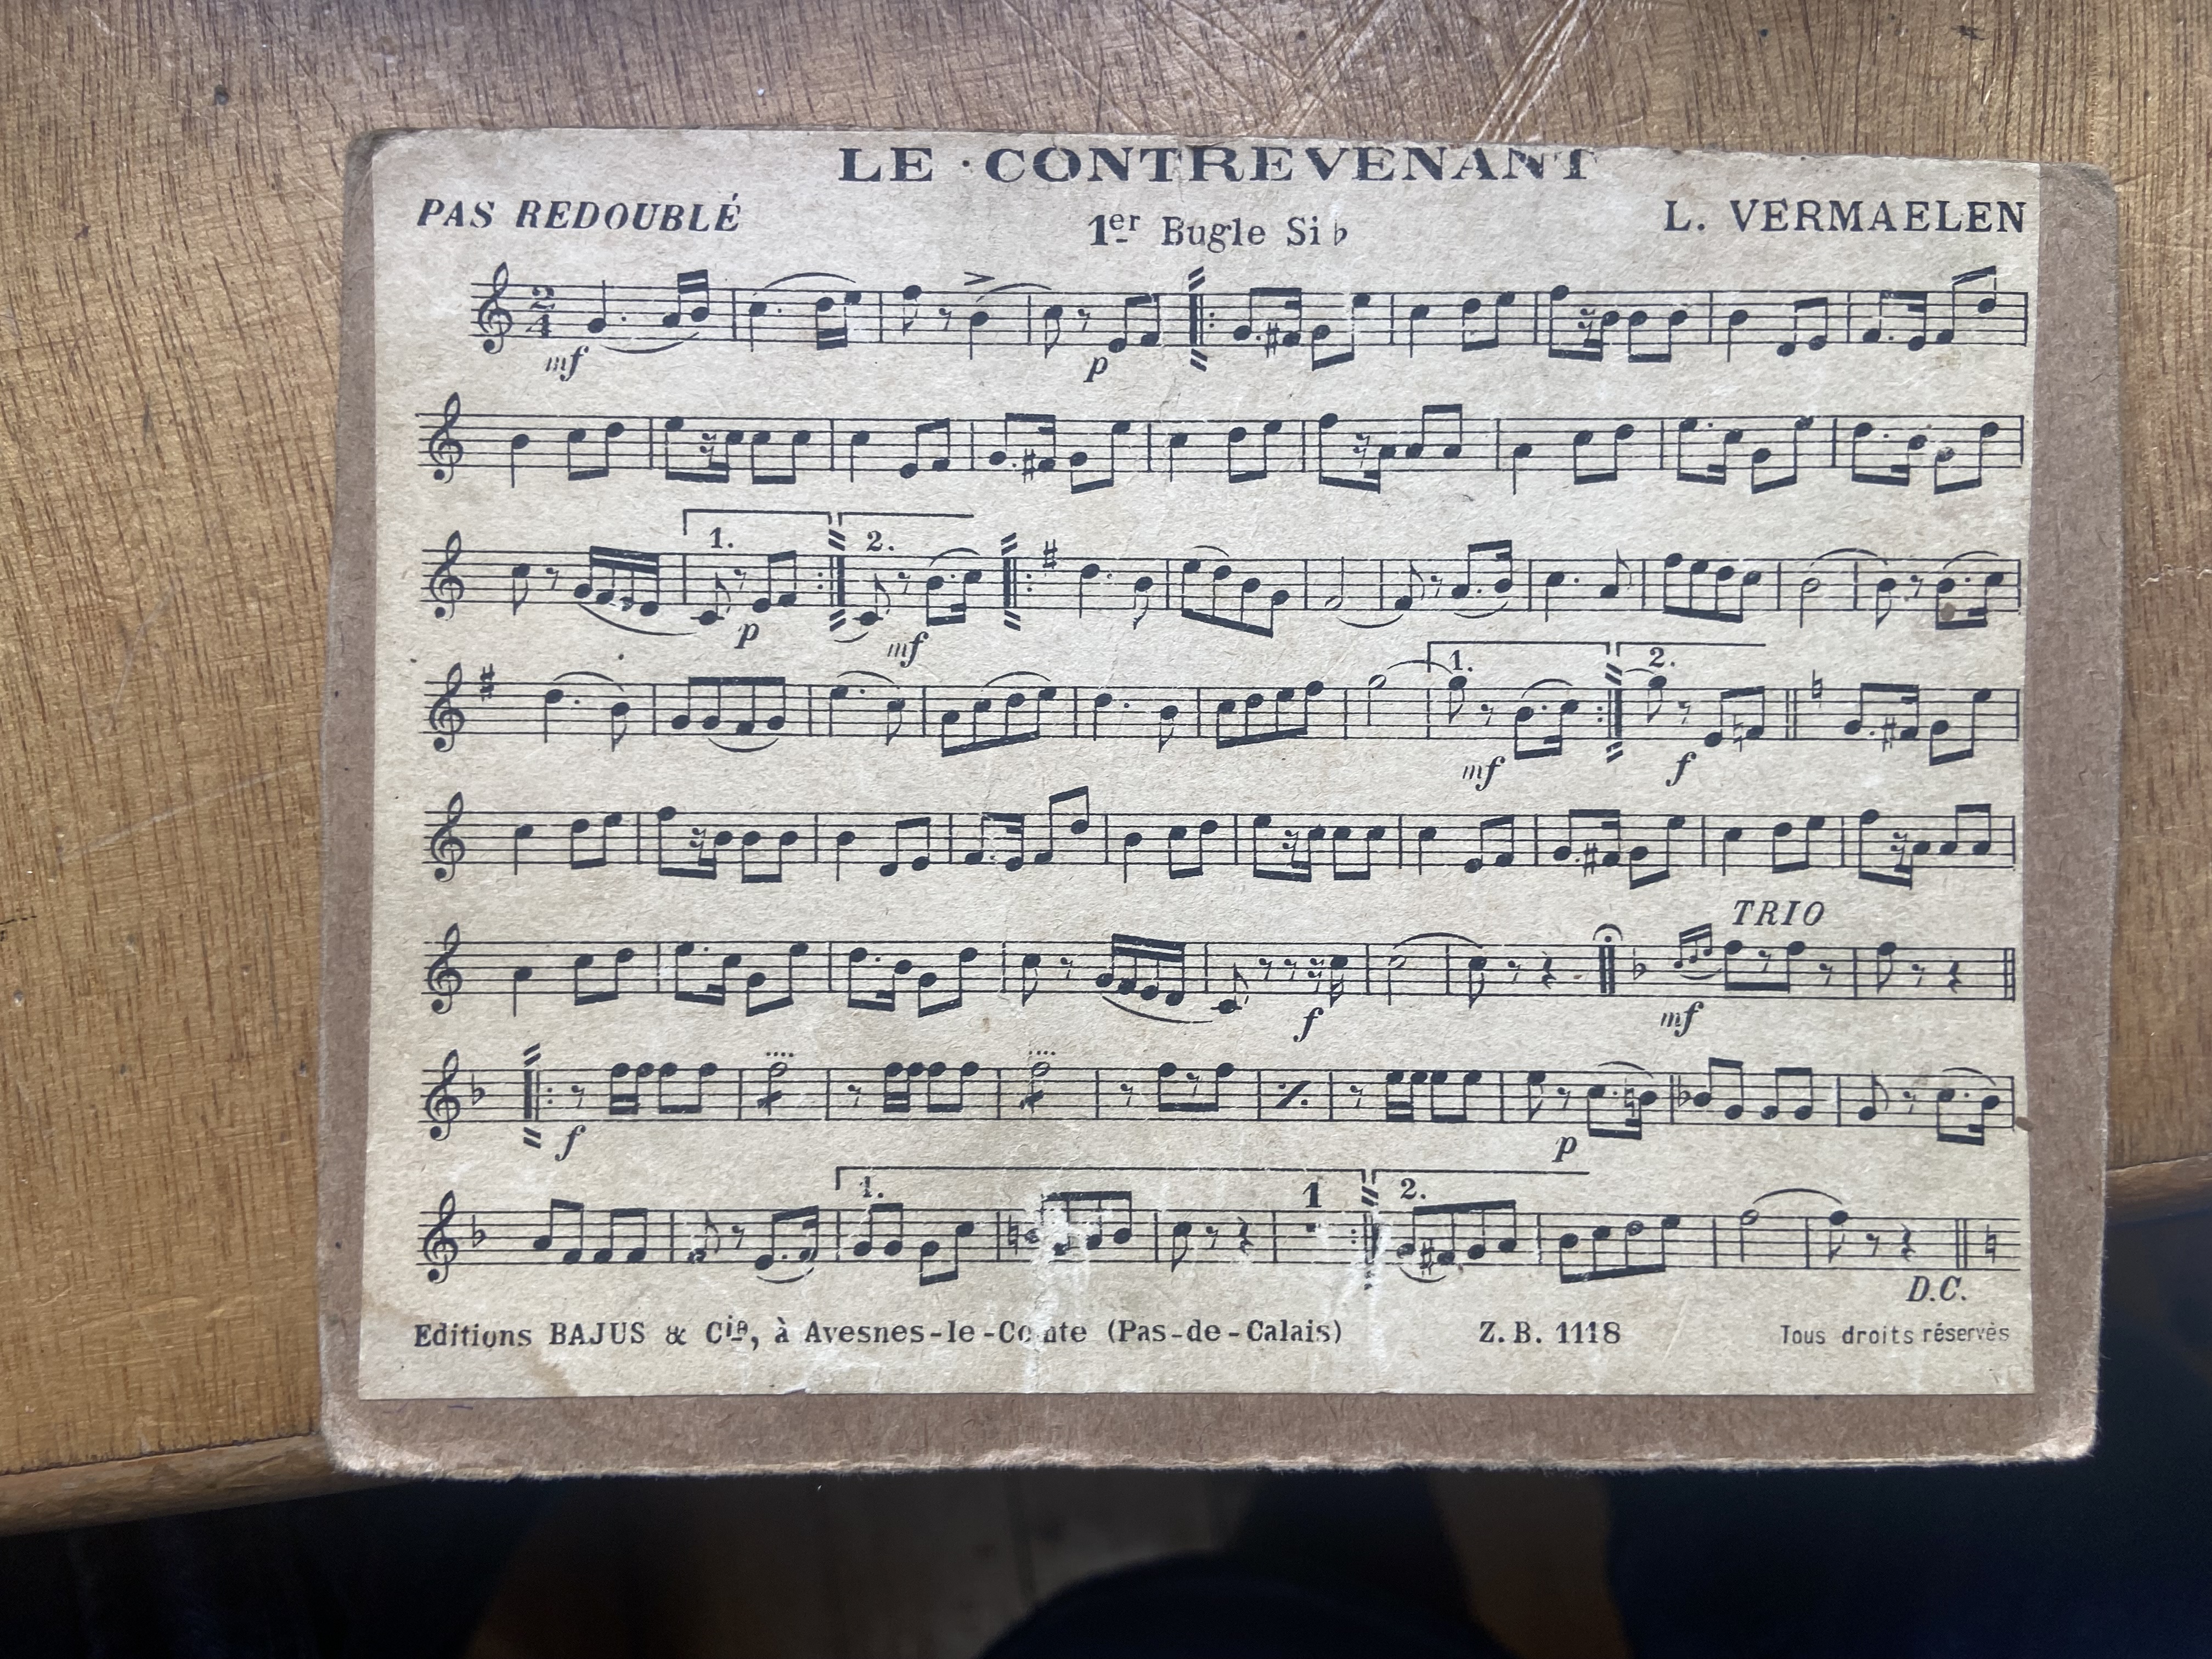 LE CONTREVENANT
PAS REDOUBLÉ
1er Bugle Si♭
L. VERMAELEN
mf
p
1.
2.
p
mf
1.
2.
mf
f
TRIO
f
mf
f
p
1.
1
2.
D.C.
Editions BAJUS & Cie, à Avesnes-le-Comte (Pas-de-Calais)
Z. B. 1118
Tous droits réservés